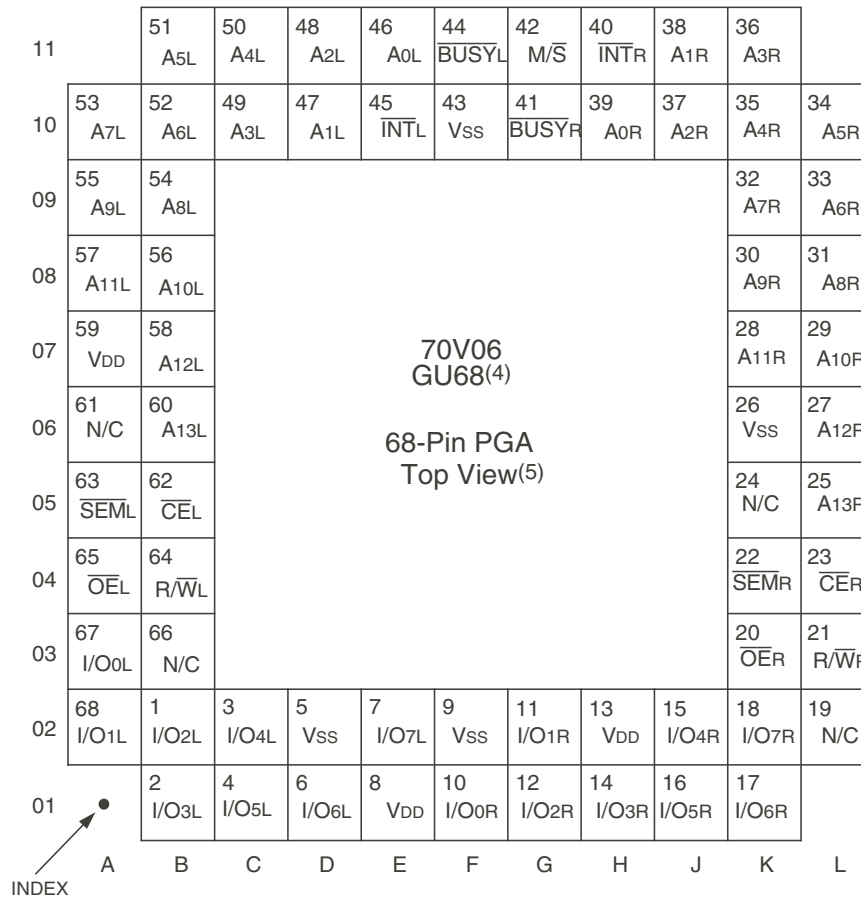 11 51 A5L 50 A4L 48 A2L 46 A0L 44 BUSYL 42 M/S 40 INTR 38 A1R 36 A3R
10 53 A7L 52 A6L 49 A3L 47 A1L 45 INTL 43 VSS 41 BUSYR 39 A0R 37 A2R 35 A4R 34 A5R
09 55 A9L 54 A8L 32 A7R 33 A6R
08 57 A11L 56 A10L 30 A9R 31 A8R
07 59 VDD 58 A12L 28 A11R 29 A10R
70V06
GU68(4)
06 61 N/C 60 A13L 26 VSS 27 A12R
68-Pin PGA
Top View(5)
05 63 SEML 62 CEL 24 N/C 25 A13R
04 65 OEL 64 R/WL 22 SEMR 23 CER
03 67 I/O0L 66 N/C 20 OER 21 R/WR
02 68 I/O1L 1 I/O2L 3 I/O4L 5 VSS 7 I/O7L 9 VSS 11 I/O1R 13 VDD 15 I/O4R 18 I/O7R 19 N/C
01 2 I/O3L 4 I/O5L 6 I/O6L 8 VDD 10 I/O0R 12 I/O2R 14 I/O3R 16 I/O5R 17 I/O6R
A B C D E F G H J K L
INDEX